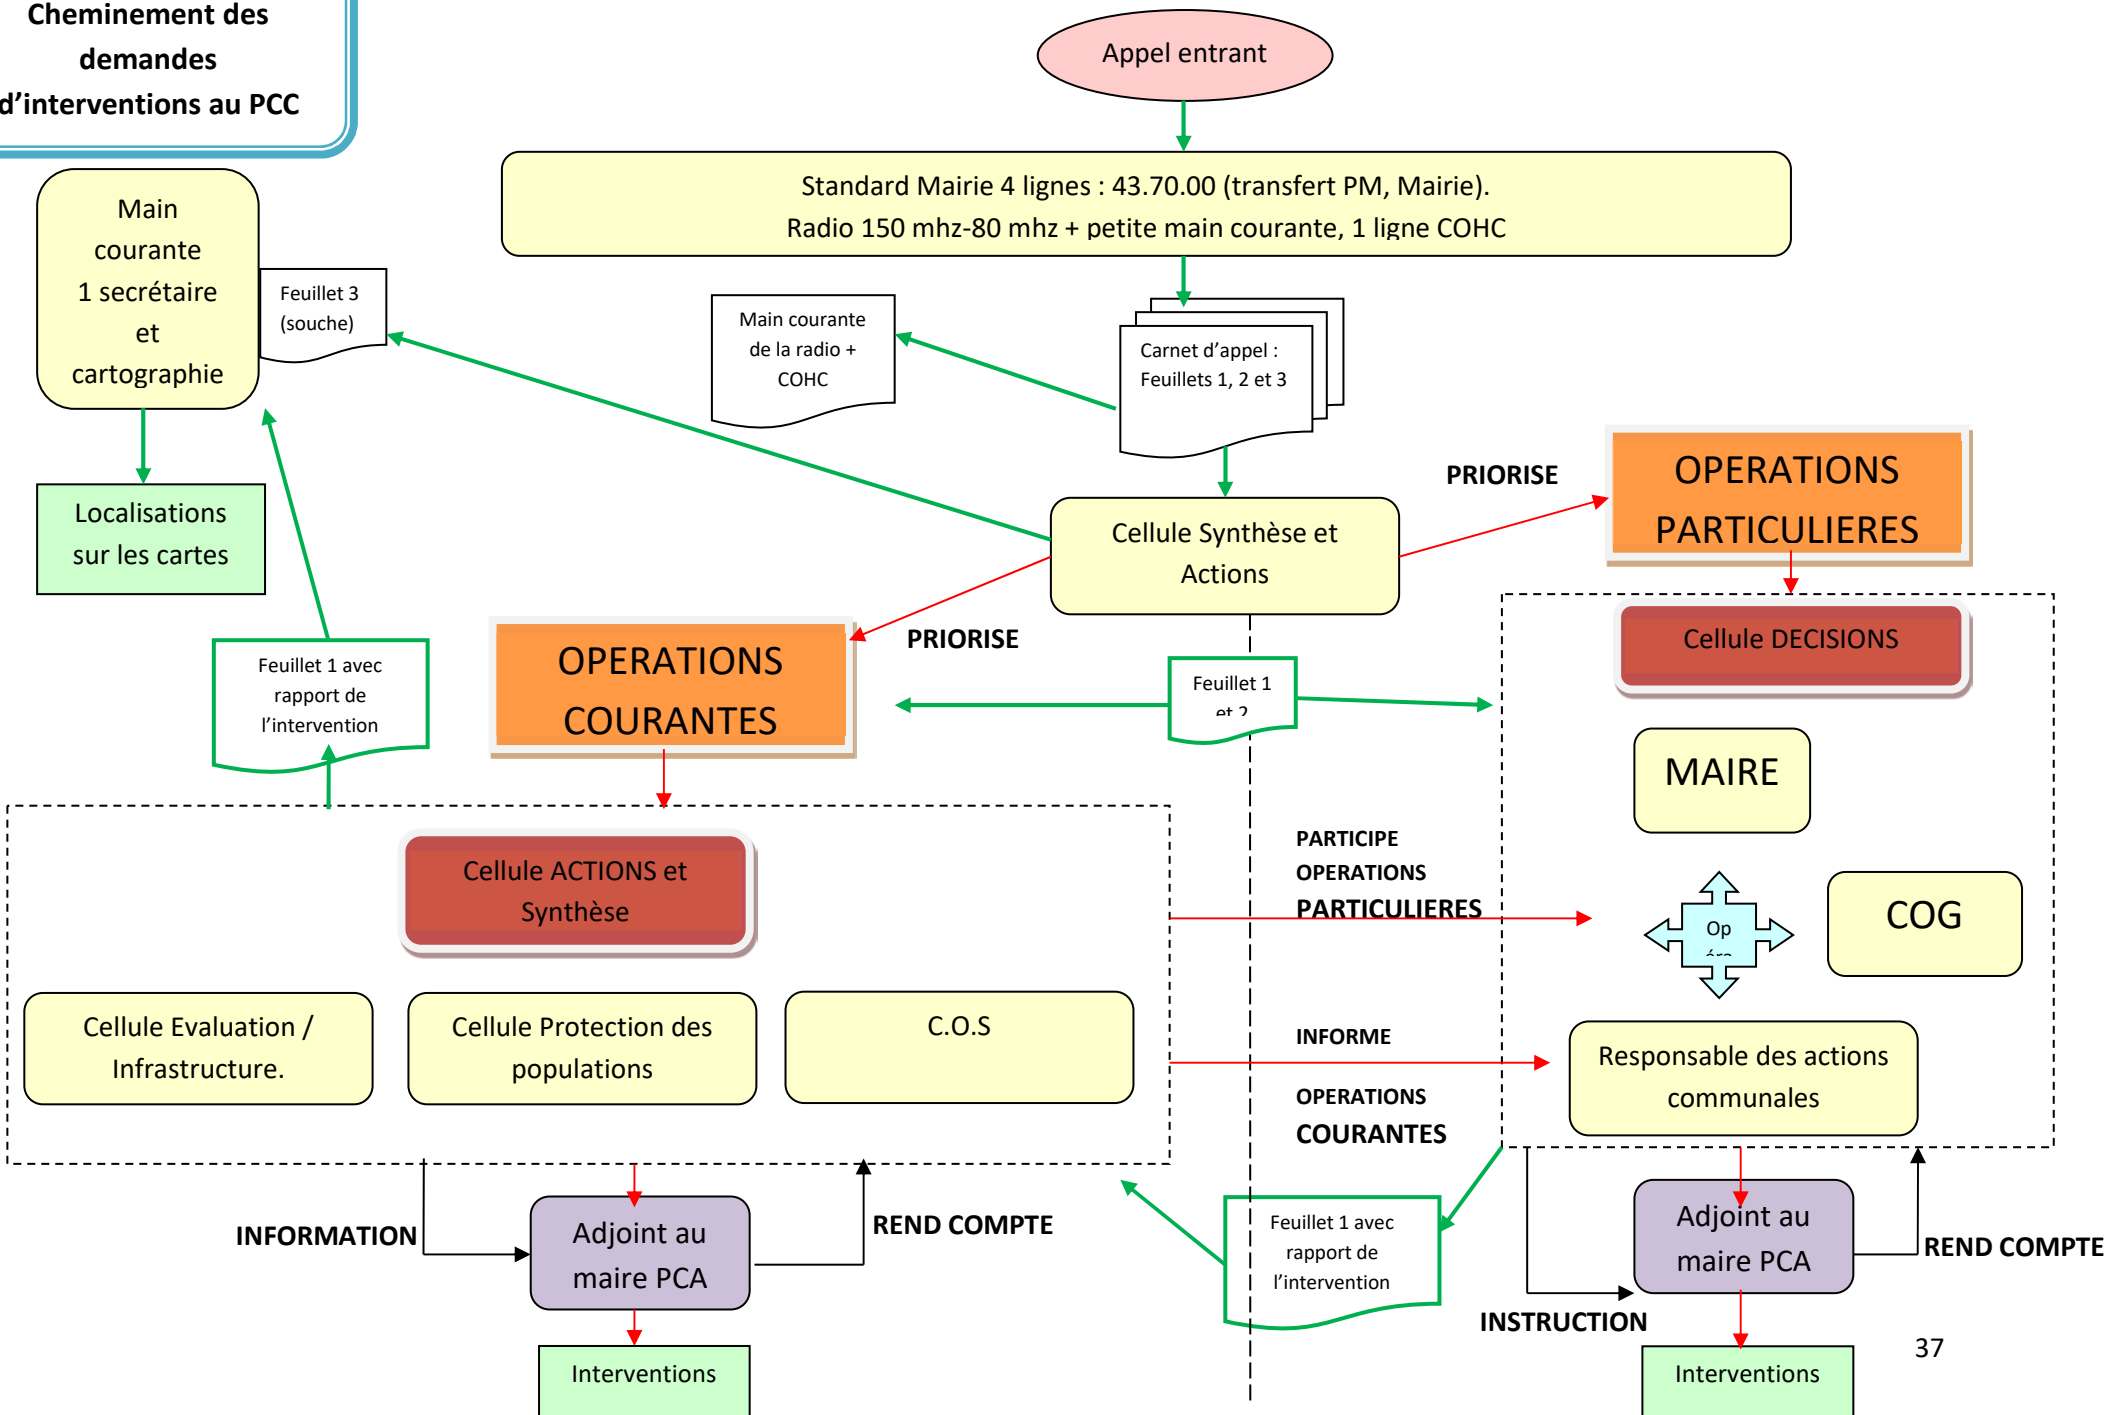 Cheminement des
demandes
d’interventions au PCC
Appel entrant
Standard Mairie 4 lignes : 43.70.00 (transfert PM, Mairie).
Radio 150 mhz-80 mhz + petite main courante, 1 ligne COHC
Main
courante
1 secrétaire
et
cartographie
Feuillet 3
(souche)
Main courante
de la radio +
COHC
Carnet d’appel :
Feuillets 1, 2 et 3
PRIORISE
OPERATIONS
PARTICULIERES
Localisations
sur les cartes
Cellule Synthèse et
Actions
PRIORISE
OPERATIONS
COURANTES
Feuillet 1 avec
rapport de
l’intervention
Feuillet 1
et 2
Cellule DECISIONS
MAIRE
COG
Op
Responsable des actions
communales
Cellule ACTIONS et
Synthèse
Cellule Evaluation /
Infrastructure.
Cellule Protection des
populations
C.O.S
PARTICIPE
OPERATIONS
PARTICULIERES
INFORME
OPERATIONS
COURANTES
INFORMATION
Adjoint au
maire PCA
REND COMPTE
Interventions
Feuillet 1 avec
rapport de
l’intervention
INSTRUCTION
Adjoint au
maire PCA
REND COMPTE
Interventions
37